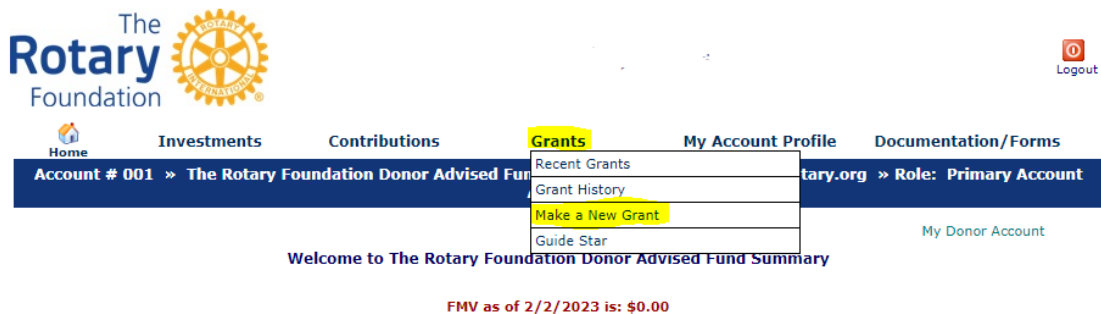 The
Rotary
Foundation
ROTARY
INTERNATIONAL
Logout
Home Investments Contributions Grants My Account Profile Documentation/Forms
Recent Grants
Account # 001 » The Rotary Foundation Donor Advised tary.org » Role: Primary Account
Grant History
Make a New Grant
My Donor Account
Guide Star
Welcome to The Rotary Foundation Donor Advised Fund Summary
FMV as of 2/2/2023 is: $0.00